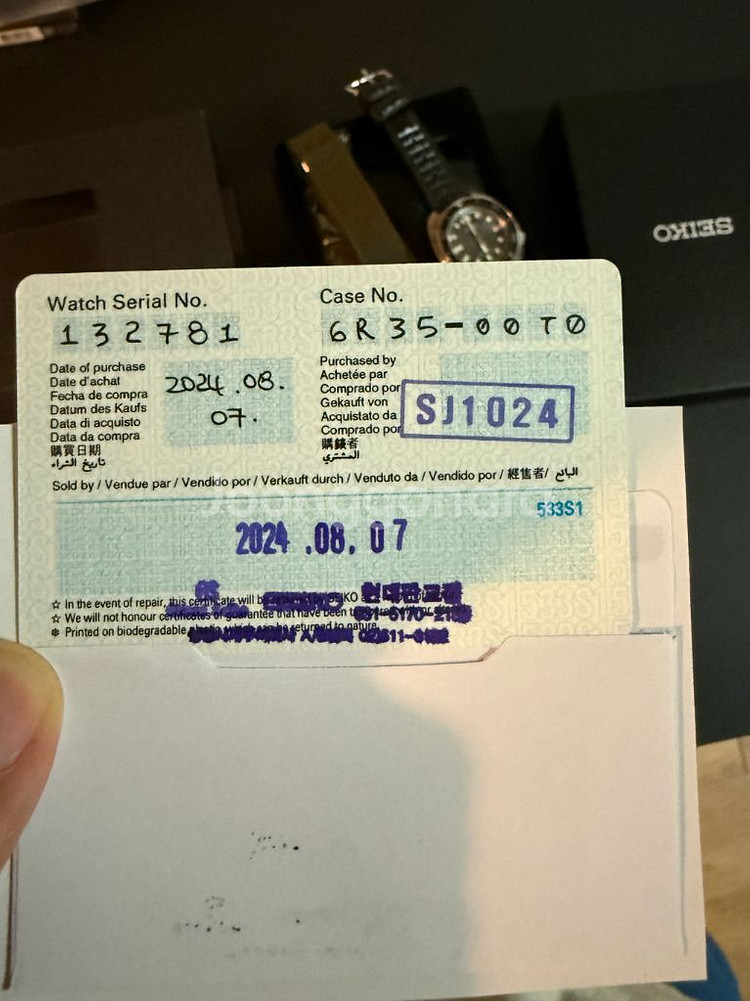 SEIKO
Watch Serial No.
132781
Case No.
6R35-00T0
Date of purchase
Date d'achat
Fecha de compra
Datum des Kaufs
Data di acquisto
Data da compra
購買日期
تاريخ الشراء
2024.08.
07.
Purchased by
Achetée par
Comprado por
Gekauft von
Acquistato da
Comprado por
購錶者
المشتري
SJ1024
Sold by / Vendue par / Vendido por / Verkauft durch / Venduto da / Vendido por / 經售者 / البائع
533S1
2024.08.07
☆ In the event of repair, this certificate will be SEIKO
☆ We will not honour certificates of guarantee that have been
Printed on biodegradable returned to nature.